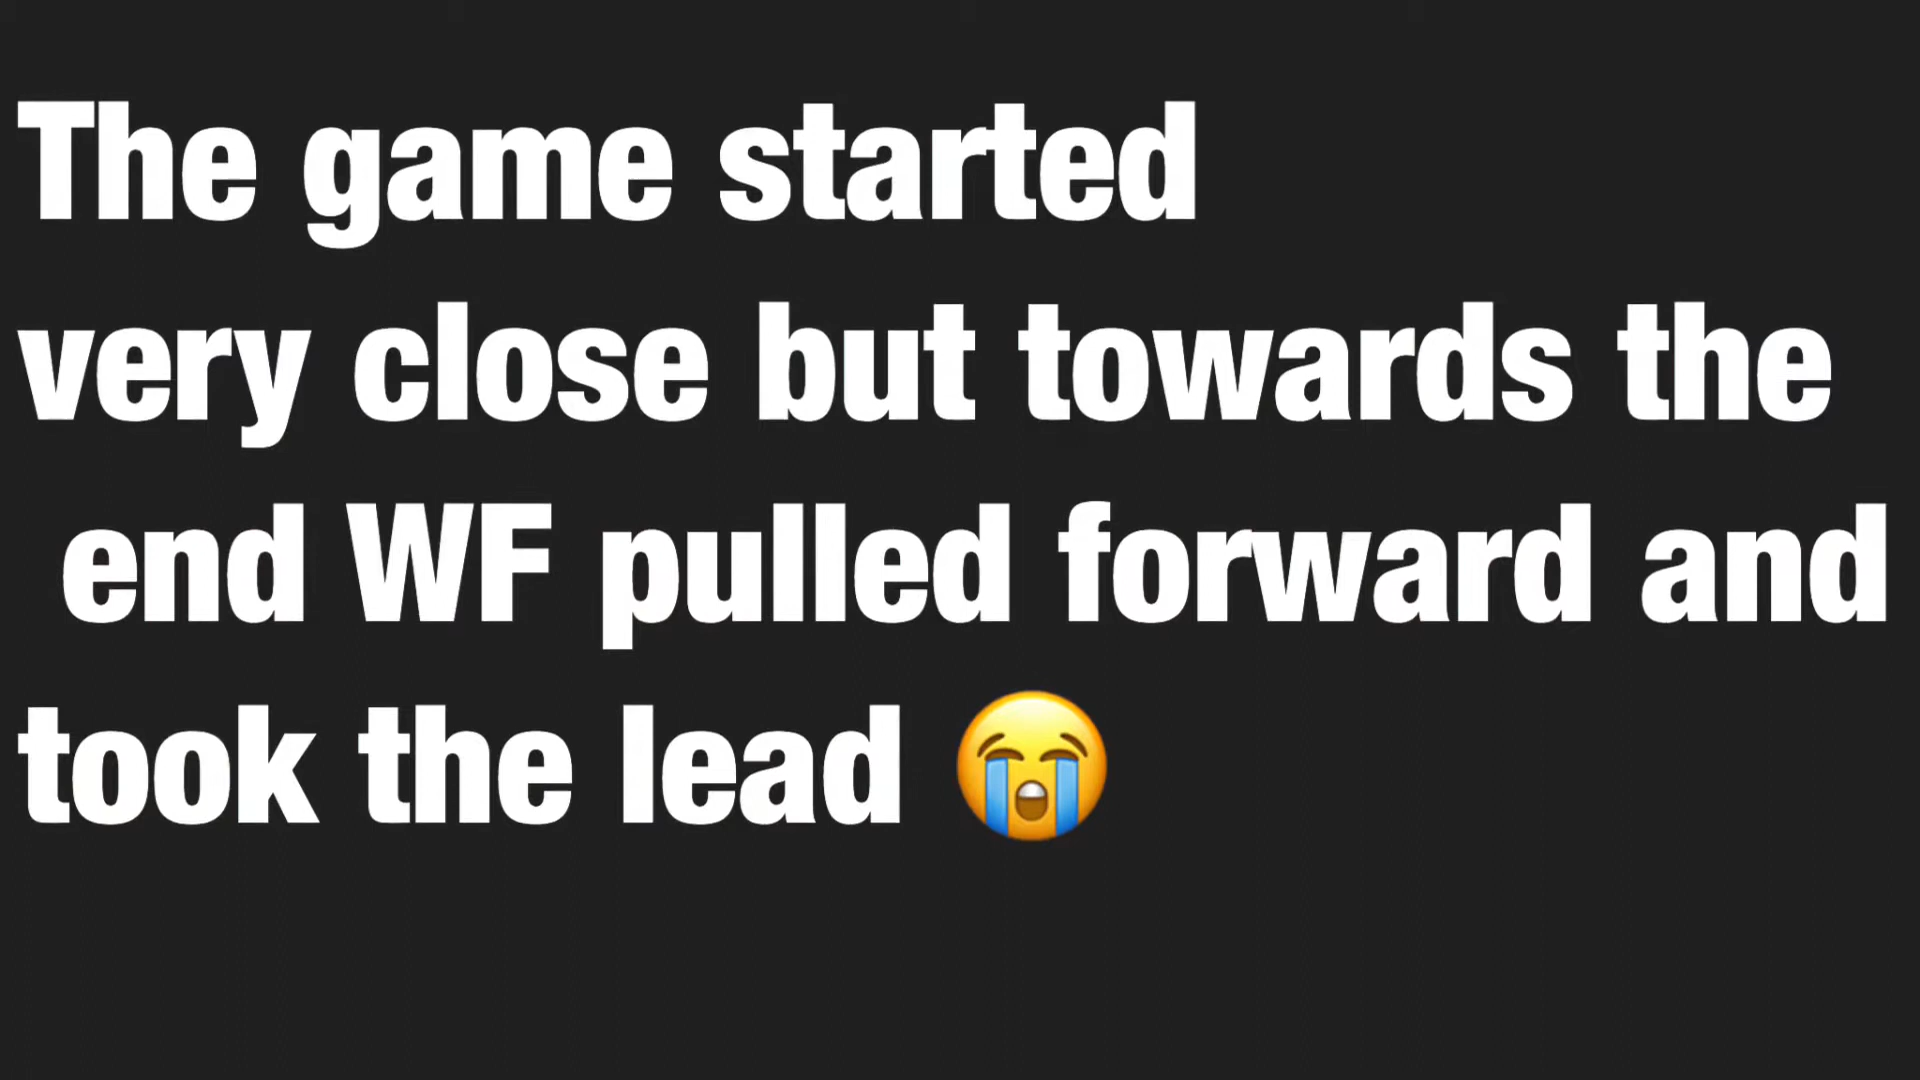 The game started
very close but towards the
end WF pulled forward and
took the lead 😭